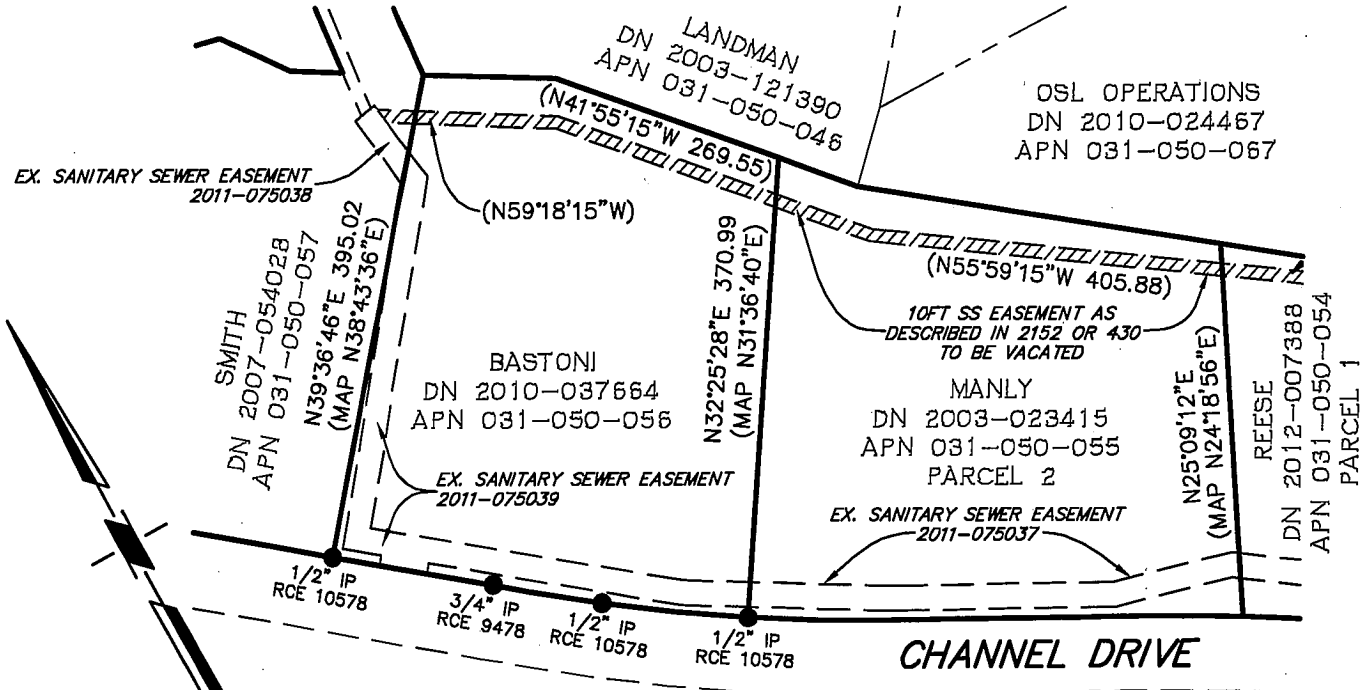 LANDMAN
DN 2003-121390
APN 031-050-046
OSL OPERATIONS
DN 2010-024467
APN 031-050-067
(N41°55'15"W 269.55)
EX. SANITARY SEWER EASEMENT
2011-075038
(N59°18'15"W)
(N55°59'15"W 405.88)
10FT SS EASEMENT AS
DESCRIBED IN 2152 OR 430
TO BE VACATED
SMITH
DN 2007-054028
APN 031-050-057
N39°36'46"E 395.02
(MAP N38°43'36"E)
BASTONI
DN 2010-037664
APN 031-050-056
N32°25'28"E 370.99
(MAP N31°36'40"E)
MANLY
DN 2003-023415
APN 031-050-055
PARCEL 2
N25°09'12"E
(MAP N24°18'56"E)
REESE
DN 2012-007388
APN 031-050-054
PARCEL 1
EX. SANITARY SEWER EASEMENT
2011-075039
EX. SANITARY SEWER EASEMENT
2011-075037
1/2" IP
RCE 10578
3/4" IP
RCE 9478
1/2" IP
RCE 10578
1/2" IP
RCE 10578
CHANNEL DRIVE